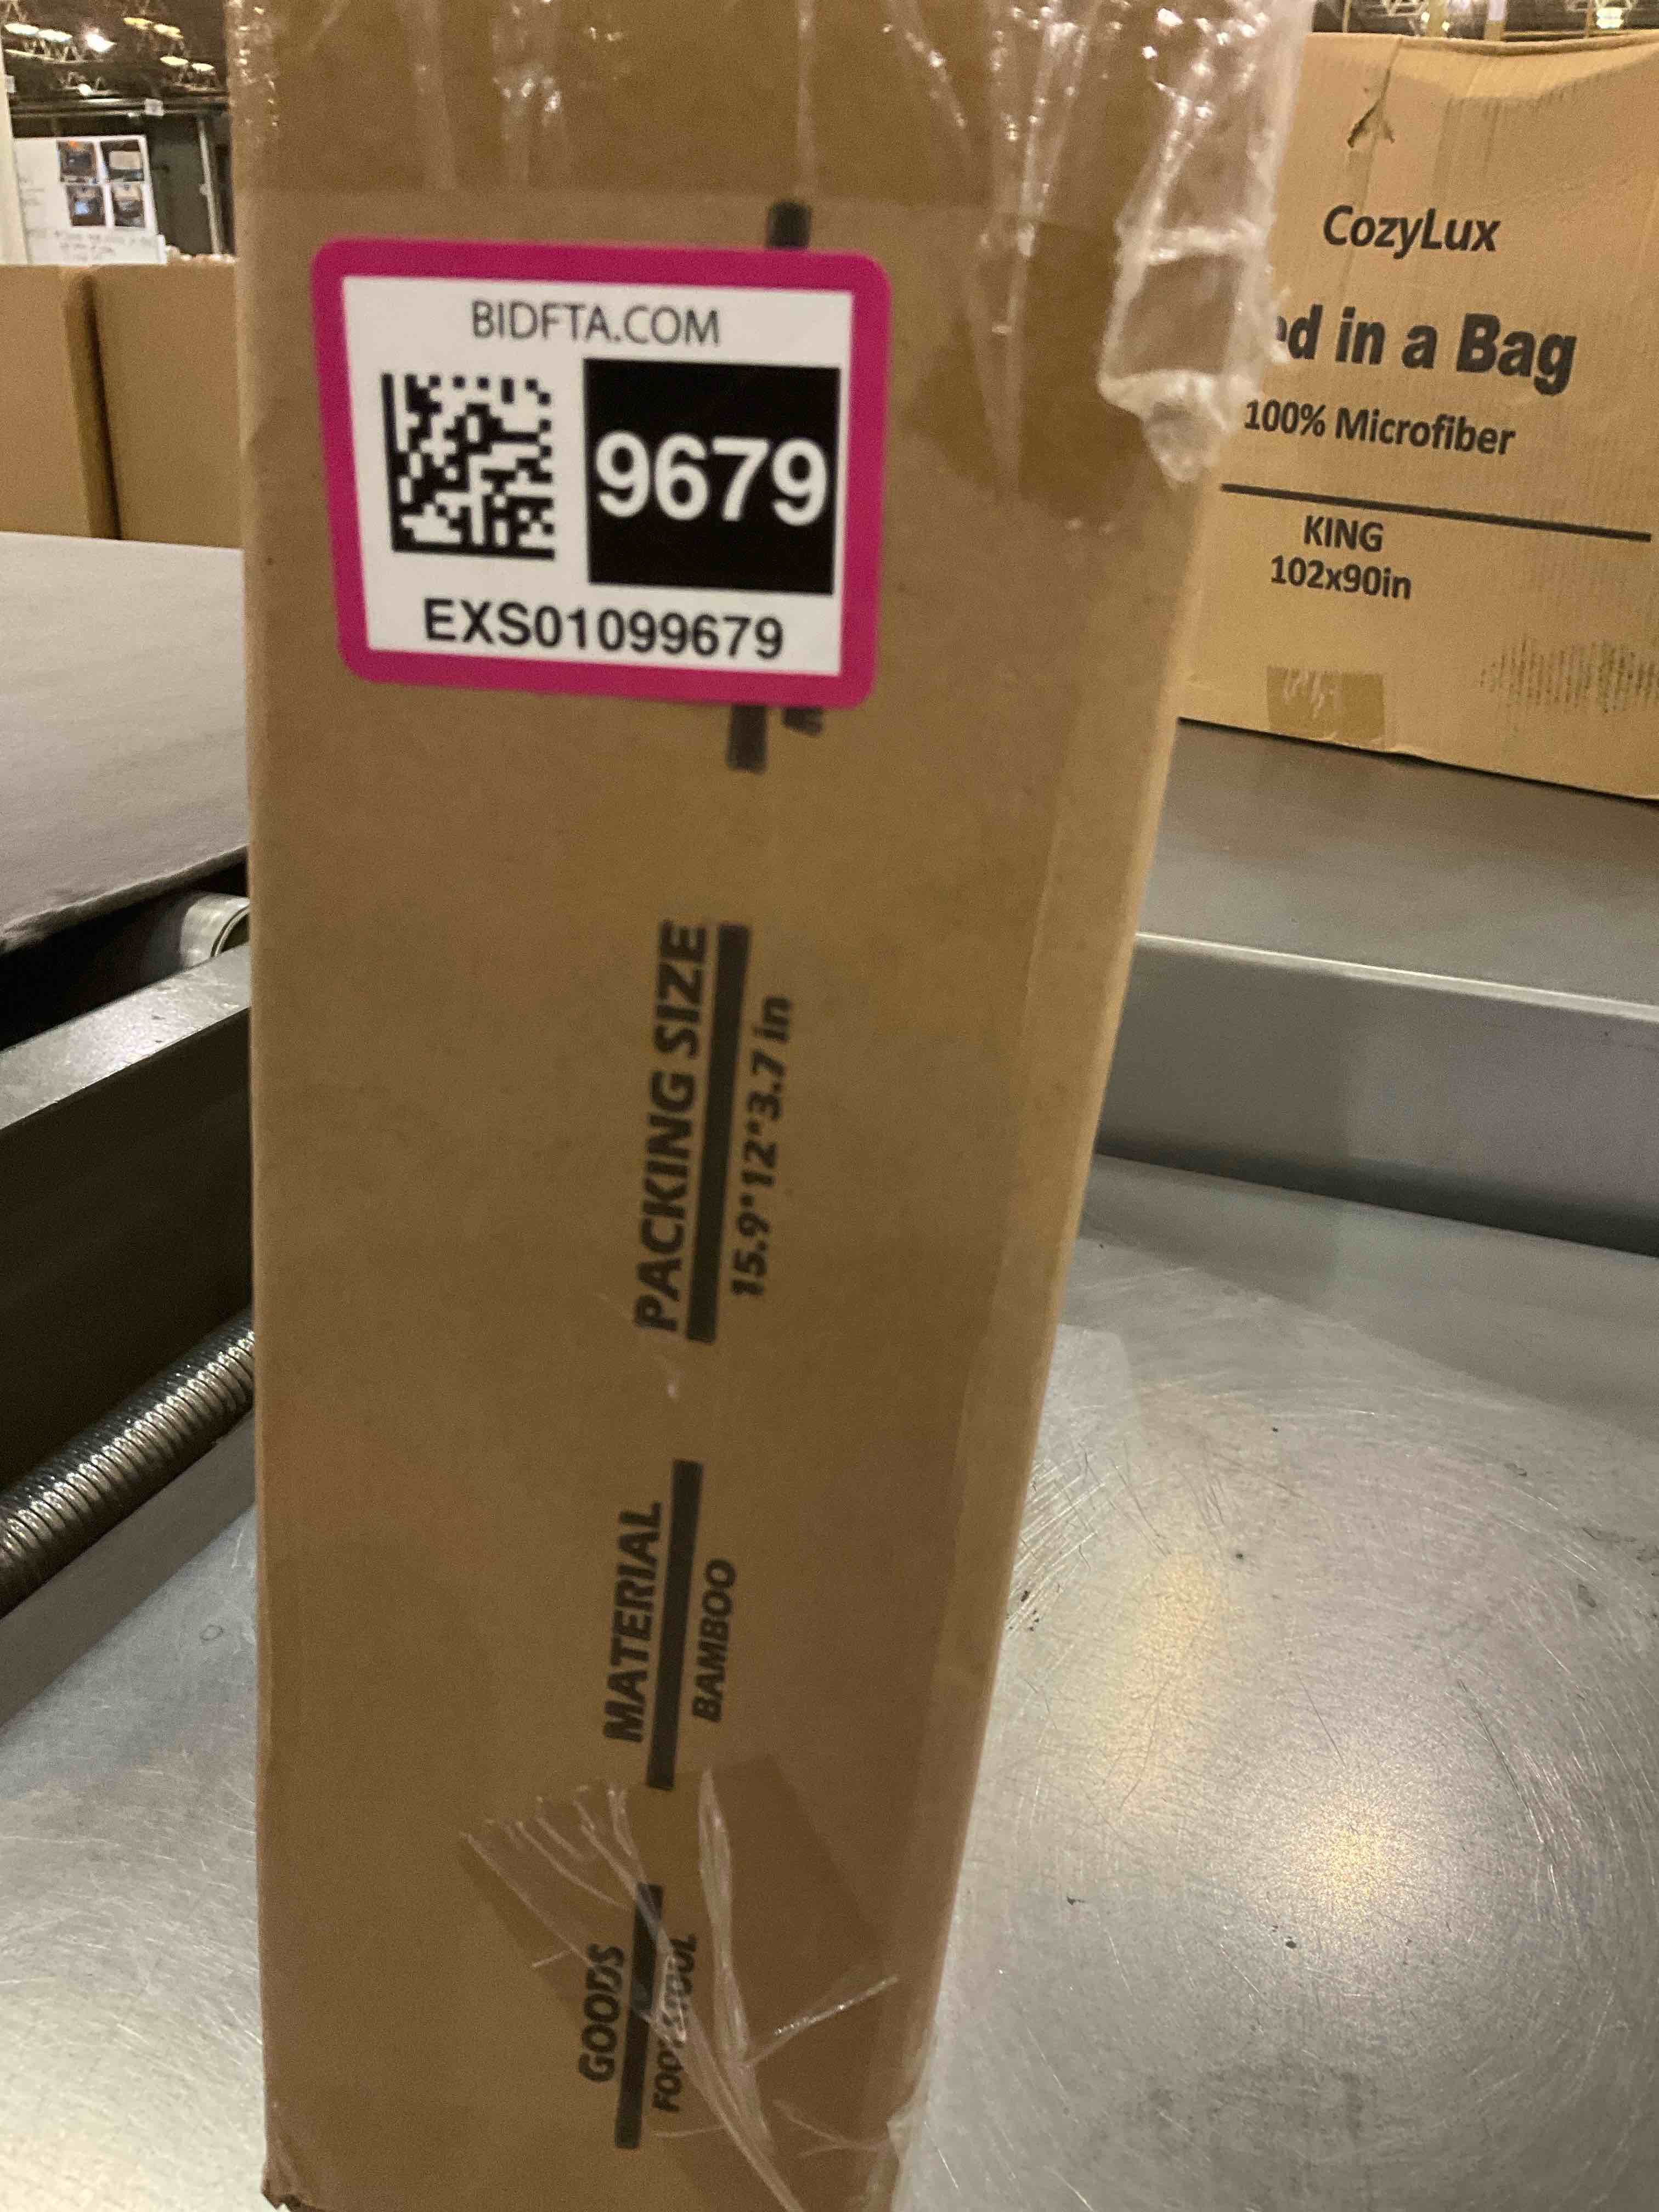 BIDFTA.COM
9679
EXS01099679
PACKING SIZE
15.9*12*3.7 in
MATERIAL
BAMBOO
GOODS
FOOTSTOOL
CozyLux
ed in a Bag
100% Microfiber
KING
102x90in